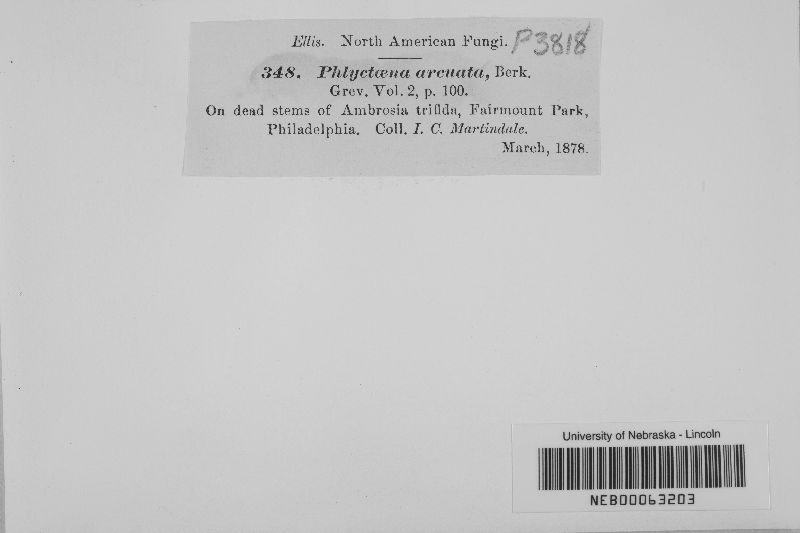 Ellis. North American Fungi. P3818
348. Phlyctæna arcuata, Berk.
Grev. Vol. 2, p. 100.
On dead stems of Ambrosia trifida, Fairmount Park,
Philadelphia. Coll. I. C. Martindale.
March, 1878.
University of Nebraska - Lincoln
NEB00063203